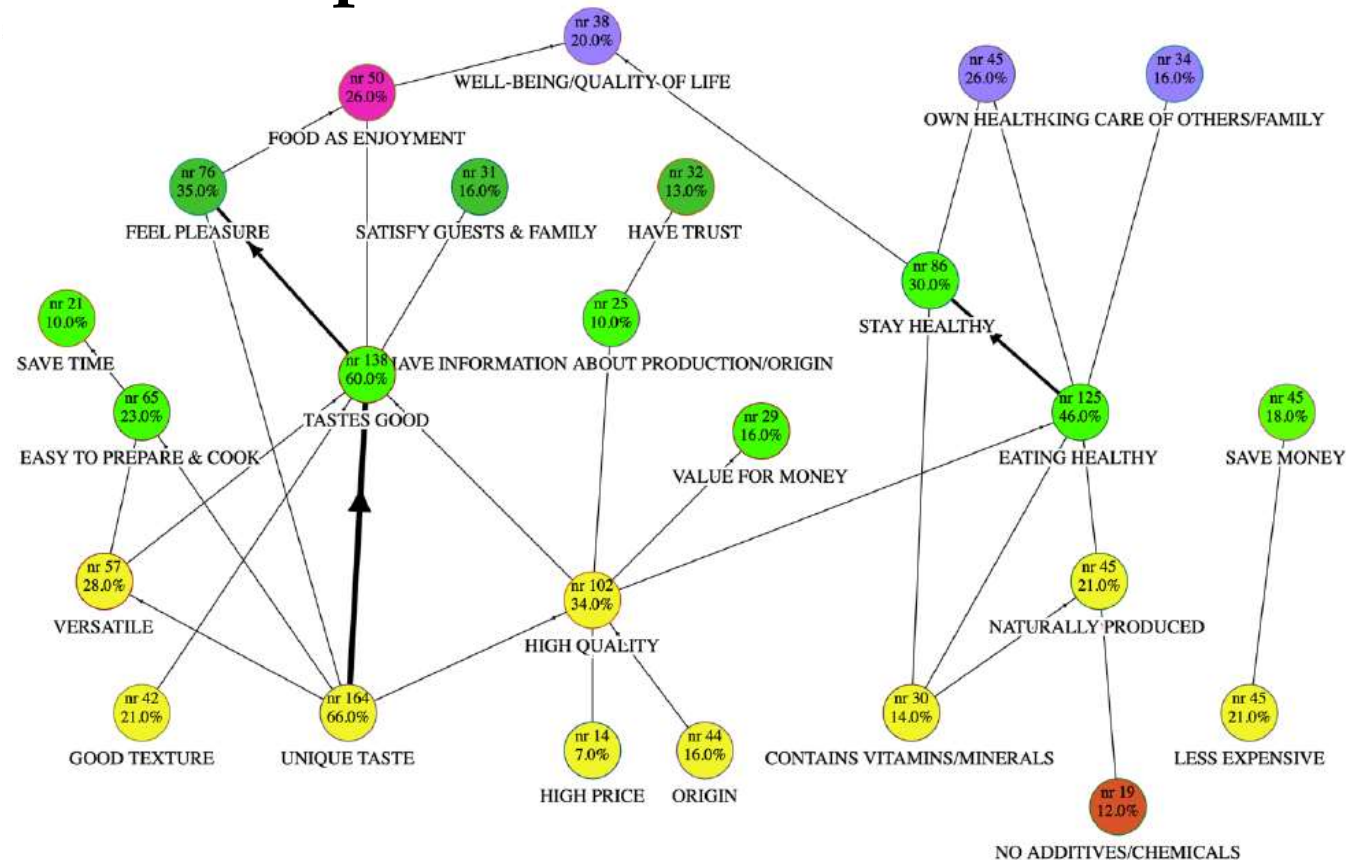 nr 38
20.0%
WELL-BEING/QUALITY OF LIFE
nr 50
26.0%
FOOD AS ENJOYMENT
nr 45
26.0%
OWN HEALTH
nr 34
16.0%
KING CARE OF OTHERS/FAMILY
nr 76
35.0%
FEEL PLEASURE
nr 31
16.0%
SATISFY GUESTS & FAMILY
nr 32
13.0%
HAVE TRUST
nr 86
30.0%
STAY HEALTHY
nr 21
10.0%
SAVE TIME
nr 25
10.0%
HAVE INFORMATION ABOUT PRODUCTION/ORIGIN
nr 138
60.0%
TASTES GOOD
nr 65
23.0%
EASY TO PREPARE & COOK
nr 29
16.0%
VALUE FOR MONEY
nr 125
46.0%
EATING HEALTHY
nr 45
18.0%
SAVE MONEY
nr 57
28.0%
VERSATILE
nr 102
34.0%
HIGH QUALITY
nr 45
21.0%
NATURALLY PRODUCED
nr 42
21.0%
GOOD TEXTURE
nr 164
66.0%
UNIQUE TASTE
nr 14
7.0%
HIGH PRICE
nr 44
16.0%
ORIGIN
nr 30
14.0%
CONTAINS VITAMINS/MINERALS
nr 45
21.0%
LESS EXPENSIVE
nr 19
12.0%
NO ADDITIVES/CHEMICALS